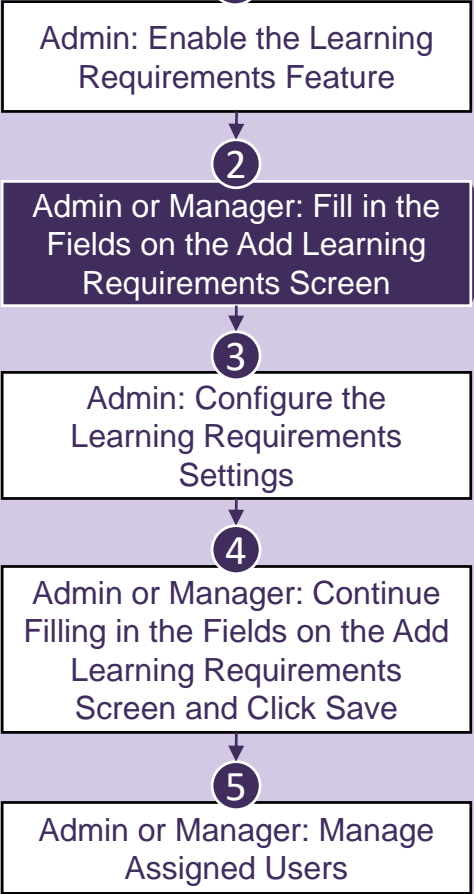 Admin: Enable the Learning
Requirements Feature
2
Admin or Manager: Fill in the
Fields on the Add Learning
Requirements Screen
3
Admin: Configure the
Learning Requirements
Settings
4
Admin or Manager: Continue
Filling in the Fields on the Add
Learning Requirements
Screen and Click Save
5
Admin or Manager: Manage
Assigned Users